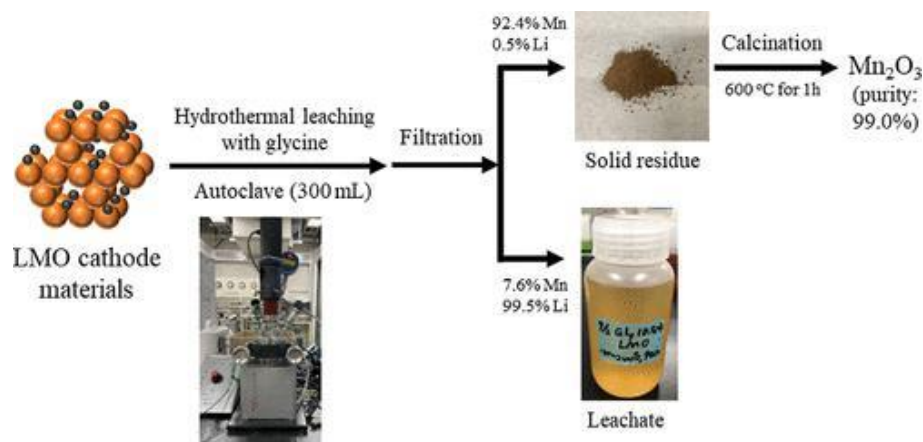 LMO cathode
materials
Hydrothermal leaching
with glycine
Autoclave (300 mL)
Filtration
92.4% Mn
0.5% Li
Solid residue
Calcination
600 °C for 1h
Mn₂O₃
(purity:
99.0%)
7.6% Mn
99.5% Li
LMO
Leachate